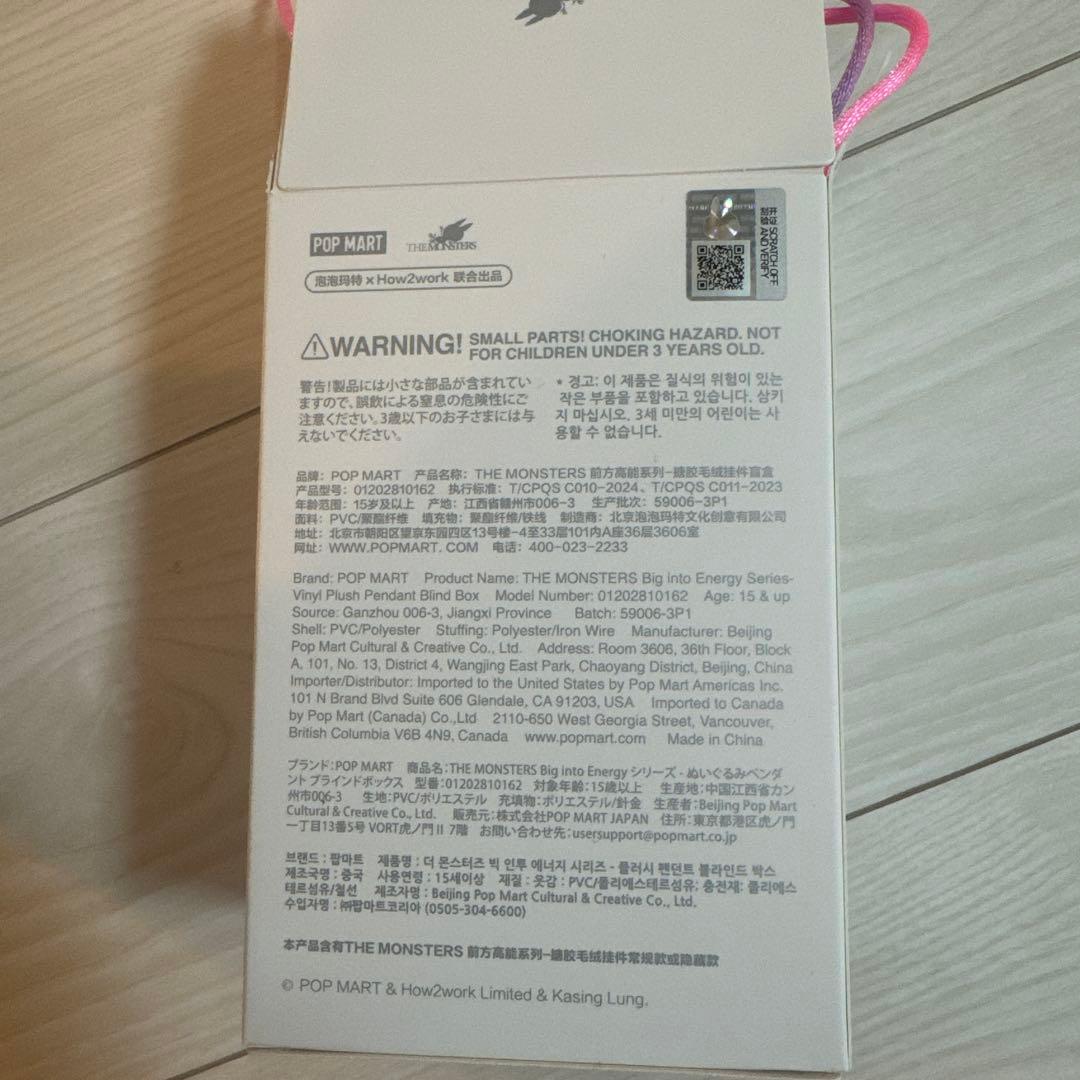 POP MART
THE MONSTERS
泡泡玛特 × How2work 联合出品
刮验 SCRATCH OFF
AND VERIFY
WARNING! SMALL PARTS! CHOKING HAZARD. NOT
FOR CHILDREN UNDER 3 YEARS OLD.
警告!製品には小さな部品が含まれてい
ますので、誤飲による窒息の危険性にご
注意ください。3歳以下のお子さまには与
えないでください。
* 경고: 이 제품은 질식의 위험이 있는
작은 부품을 포함하고 있습니다. 삼키
지 마십시오. 3세 미만의 어린이는 사
용할 수 없습니다.
品牌: POP MART 产品名称: THE MONSTERS 前方高能系列-搪胶毛绒挂件盲盒
产品型号: 01202810162 执行标准: T/CPQS C010-2024、T/CPQS C011-2023
年龄范围: 15岁及以上 产地: 江西省赣州市006-3 生产批次: 59006-3P1
面料: PVC/聚酯纤维 填充物: 聚酯纤维/铁线 制造商: 北京泡泡玛特文化创意有限公司
地址: 北京市朝阳区望京东园四区13号楼-4至33层101内A座36层3606室
网址: WWW.POPMART.COM 电话: 400-023-2233
Brand: POP MART Product Name: THE MONSTERS Big into Energy Series-
Vinyl Plush Pendant Blind Box Model Number: 01202810162 Age: 15 & up
Source: Ganzhou 006-3, Jiangxi Province Batch: 59006-3P1
Shell: PVC/Polyester Stuffing: Polyester/Iron Wire Manufacturer: Beijing
Pop Mart Cultural & Creative Co., Ltd. Address: Room 3606, 36th Floor, Block
A, 101, No. 13, District 4, Wangjing East Park, Chaoyang District, Beijing, China
Importer/Distributor: Imported to the United States by Pop Mart Americas Inc.
101 N Brand Blvd Suite 606 Glendale, CA 91203, USA Imported to Canada
by Pop Mart (Canada) Co.,Ltd 2110-650 West Georgia Street, Vancouver,
British Columbia V6B 4N9, Canada www.popmart.com Made in China
ブランド:POP MART 商品名:THE MONSTERS Big into Energy シリーズ - ぬいぐるみペンダ
ント ブラインドボックス 型番:01202810162 対象年齢:15歳以上 生産地:中国江西省カン
州市006-3 生地:PVC/ポリエステル 充填物:ポリエステル/針金 生産者:Beijing Pop Mart
Cultural & Creative Co., Ltd. 販売元:株式会社POP MART JAPAN 住所:東京都港区虎ノ門
一丁目13番5号 VORT虎ノ門Ⅱ 7階 お問い合わせ先:usersupport@popmart.co.jp
브랜드 : 팝마트 제품명 : 더 몬스터즈 빅 인투 에너지 시리즈 - 플러시 펜던트 블라인드 박스
제조국명 : 중국 사용연령 : 15세이상 재질 : 옷감 : PVC/폴리에스테르섬유; 충전재: 폴리에스
테르섬유/철선 제조자명 : Beijing Pop Mart Cultural & Creative Co., Ltd.
수입자명 : ㈜팝마트코리아 (0505-304-6600)
本产品含有THE MONSTERS 前方高能系列-搪胶毛绒挂件常规款或隐藏款
© POP MART & How2work Limited & Kasing Lung.